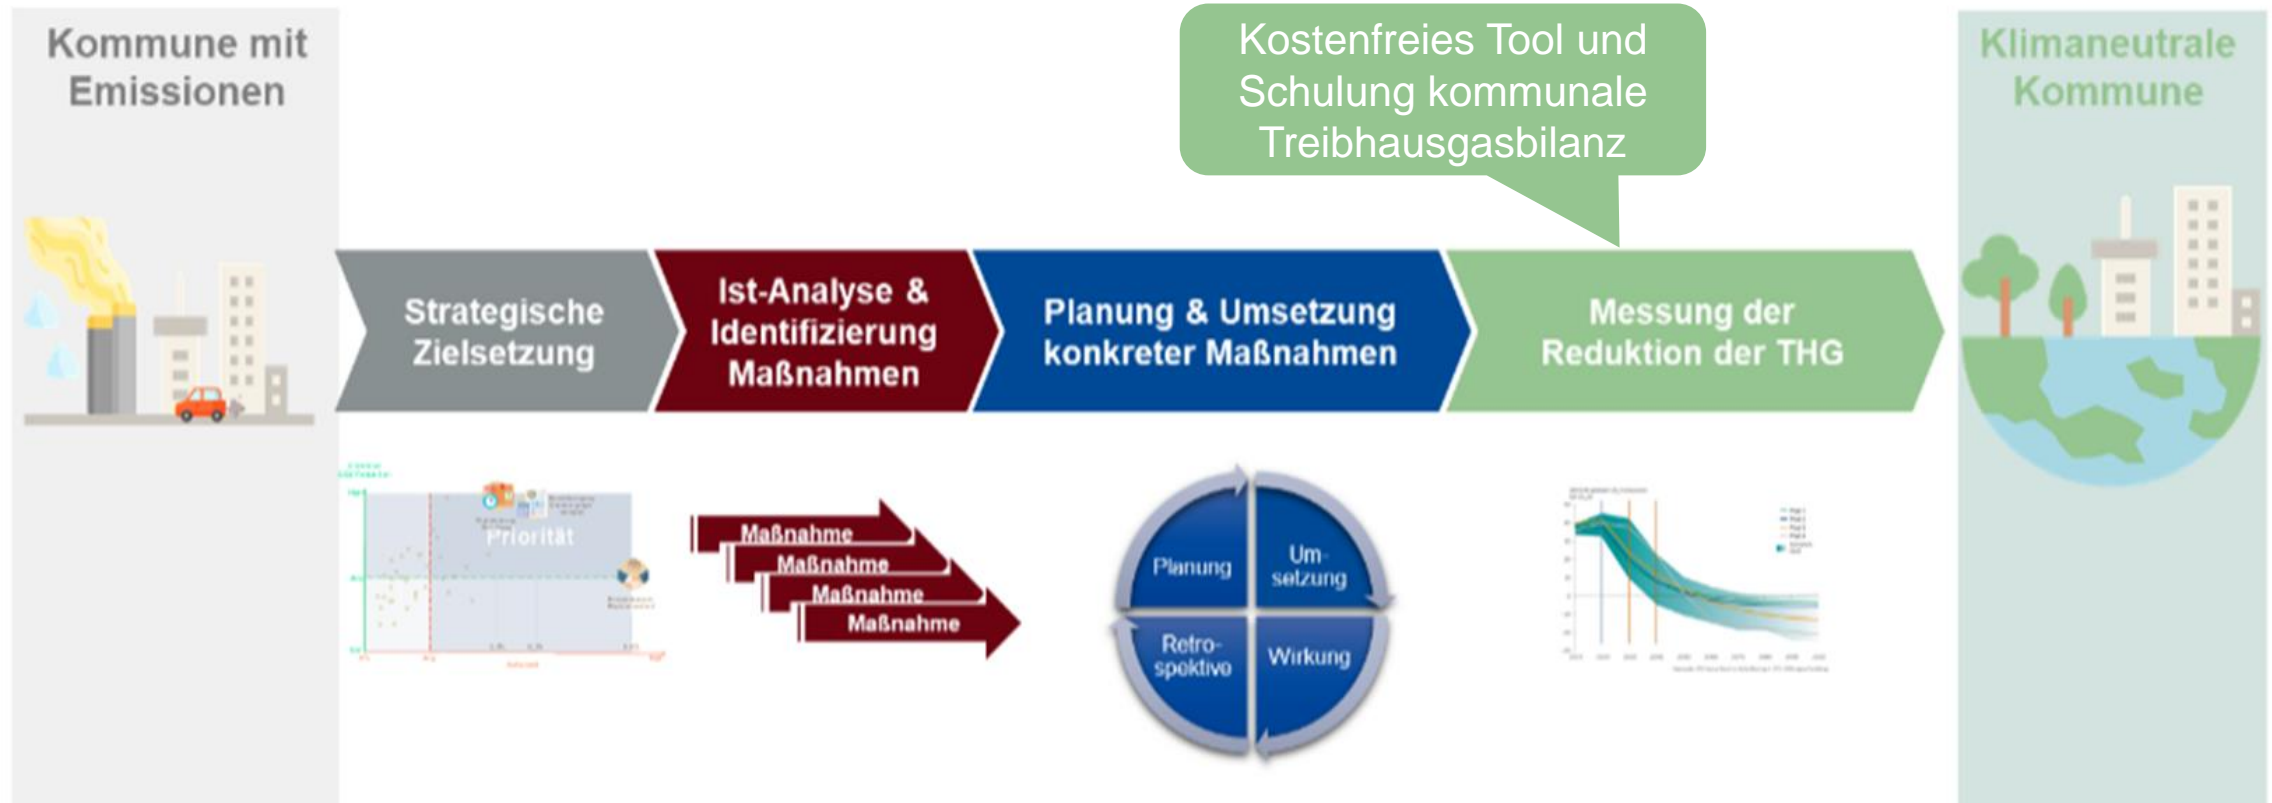 Kommune mit
Emissionen
Kostenfreies Tool und
Schulung kommunale
Treibhausgasbilanz
Klimaneutrale
Kommune
Strategische
Zielsetzung
Ist-Analyse &
Identifizierung
Maßnahmen
Planung & Umsetzung
konkreter Maßnahmen
Messung der
Reduktion der THG
Priorität
Maßnahme
Maßnahme
Maßnahme
Maßnahme
Planung
Um-
setzung
Retro-
spektive
Wirkung